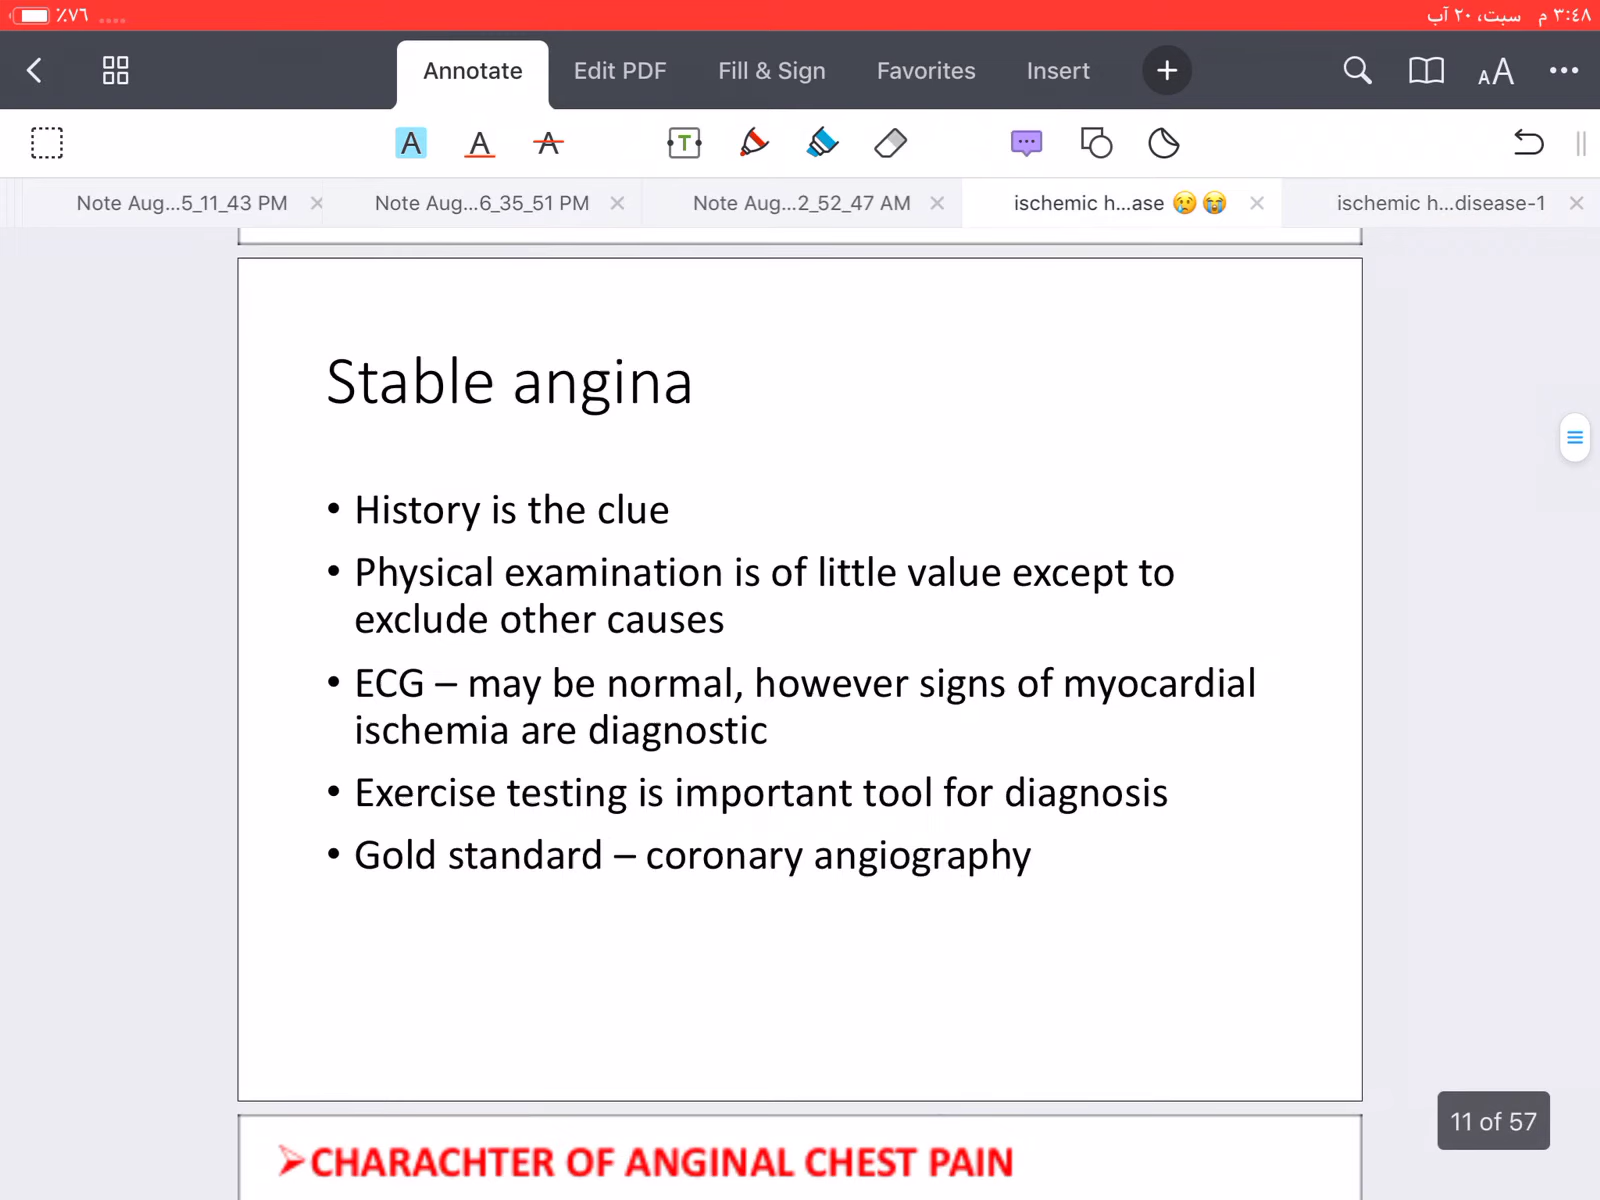 ٪٧٦
٣:٤٨ م سبت، ٢٠ آب
Annotate Edit PDF Fill & Sign Favorites Insert
AA
A A A T
Note Aug...5_11_43 PM Note Aug...6_35_51 PM Note Aug...2_52_47 AM ischemic h...ase 😢😭 ischemic h...disease-1
Stable angina
• History is the clue
• Physical examination is of little value except to
exclude other causes
• ECG – may be normal, however signs of myocardial
ischemia are diagnostic
• Exercise testing is important tool for diagnosis
• Gold standard – coronary angiography
11 of 57
➢CHARACHTER OF ANGINAL CHEST PAIN